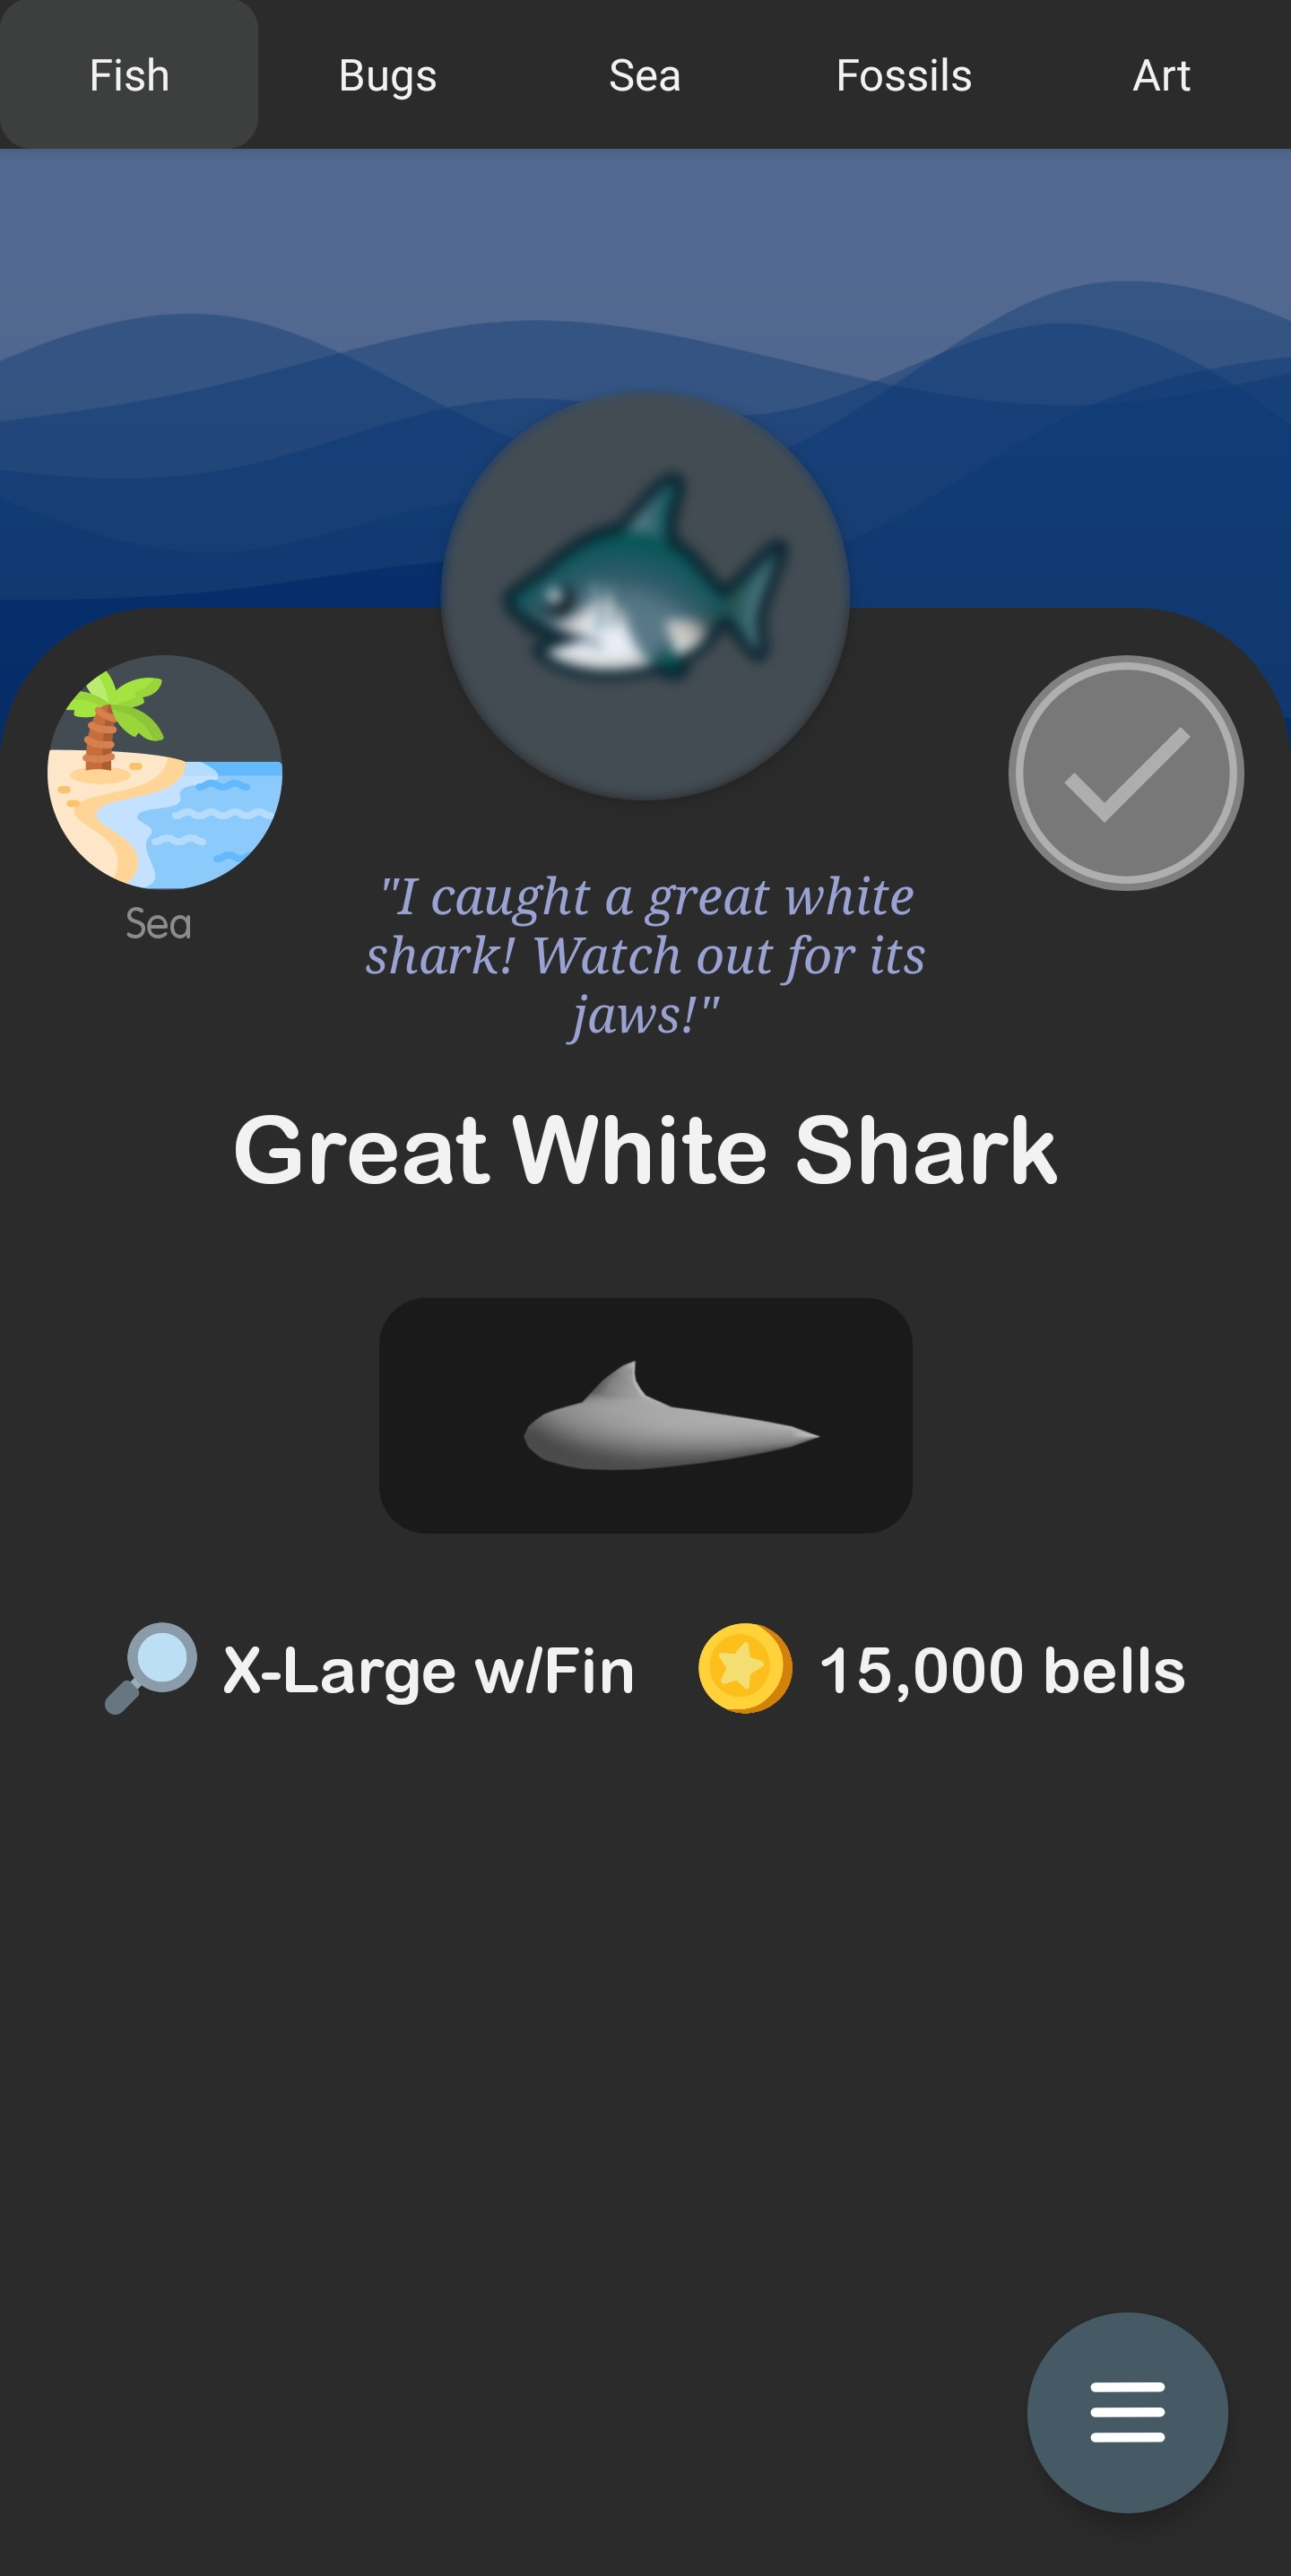 Fish Bugs Sea Fossils Art
Sea
"I caught a great white
shark! Watch out for its
jaws!"
Great White Shark
X-Large w/Fin 15,000 bells